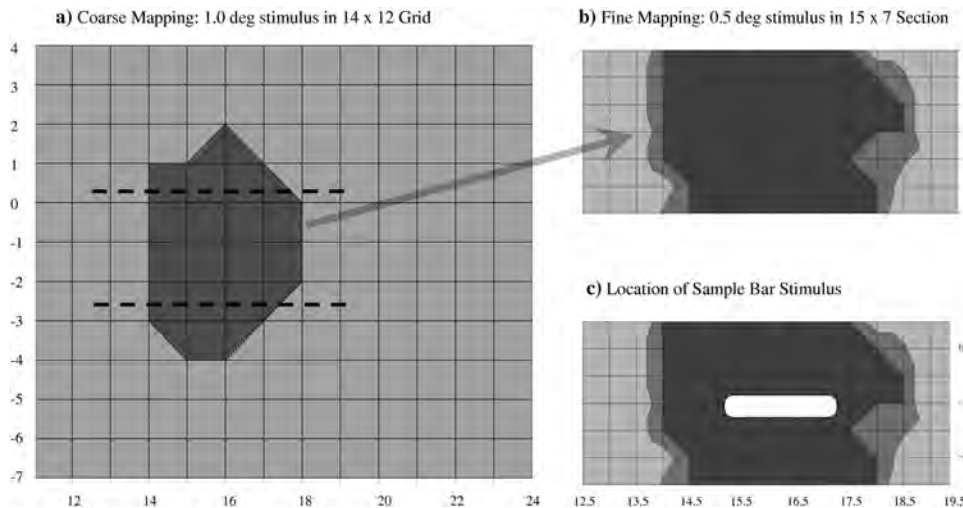 a) Coarse Mapping: 1.0 deg stimulus in 14 x 12 Grid
4
3
2
1
0
-1
-2
-3
-4
-5
-6
-7
12 14 16 18 20 22 24
b) Fine Mapping: 0.5 deg stimulus in 15 x 7 Section
c) Location of Sample Bar Stimulus
12.5 13.5 14.5 15.5 16.5 17.5 18.5 19.5